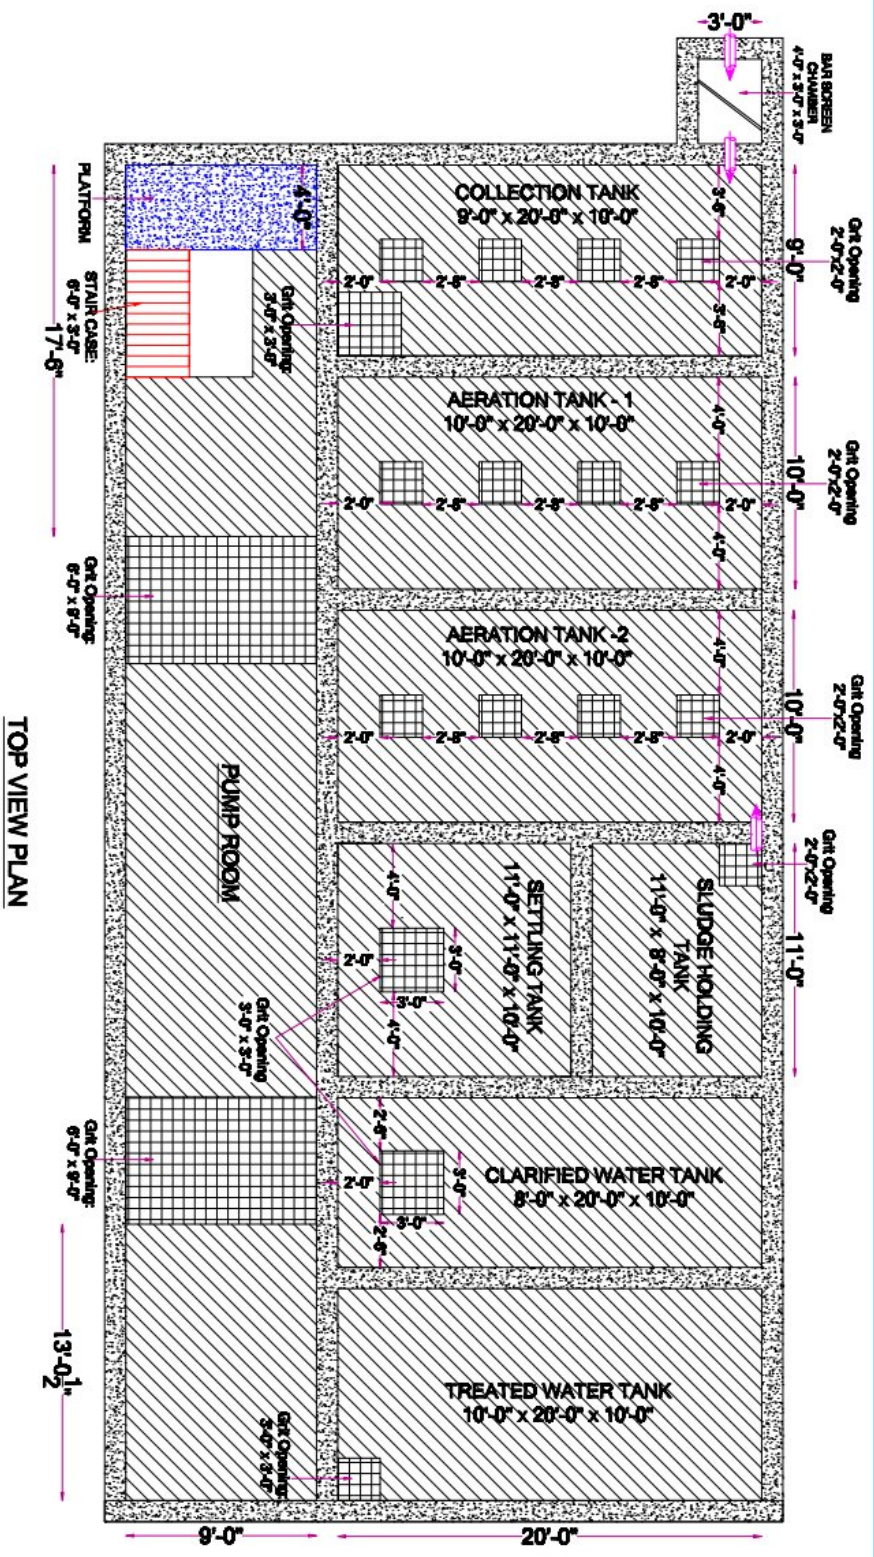 3'-0"
BAR SCREEN
CHAMBER
4'-0" x 3'-0" x 3'-0"
COLLECTION TANK
9'-0" x 20'-0" x 10'-0"
3'-6"
9'-0"
3'-6"
Grit Opening
2'-0"x2'-0"
2'-0"
2'-8"
2'-8"
2'-8"
2'-0"
Grit Opening:
3'-0" x 3'-0"
4'-0"
PLATFORM
STAIR CASE:
6'-0" x 3'-0"
17'-6"
AERATION TANK - 1
10'-0" x 20'-0" x 10'-0"
4'-0"
10'-0"
4'-0"
Grit Opening
2'-0"x2'-0"
2'-0"
2'-8"
2'-8"
2'-8"
2'-0"
Grit Opening:
6'-0" x 9'-0"
AERATION TANK -2
10'-0" x 20'-0" x 10'-0"
4'-0"
10'-0"
4'-0"
Grit Opening
2'-0"x2'-0"
2'-0"
2'-8"
2'-8"
2'-8"
2'-0"
PUMP ROOM
SETTLING TANK
11'-0" x 11'-0" x 10'-0"
4'-0"
3'-0"
2'-0"
3'-0"
4'-0"
SLUDGE HOLDING
TANK
11'-0" x 8'-0" x 10'-0"
Grit Opening
2'-0"x2'-0"
11'-0"
Grit Opening
3'-0" x 3'-0"
CLARIFIED WATER TANK
8'-0" x 20'-0" x 10'-0"
2'-6"
3'-0"
2'-0"
3'-0"
2'-6"
Grit Opening:
6'-0" x 9'-0"
13'-0 1/2"
TREATED WATER TANK
10'-0" x 20'-0" x 10'-0"
Grit Opening:
3'-0" x 3'-0"
9'-0"
20'-0"
TOP VIEW PLAN